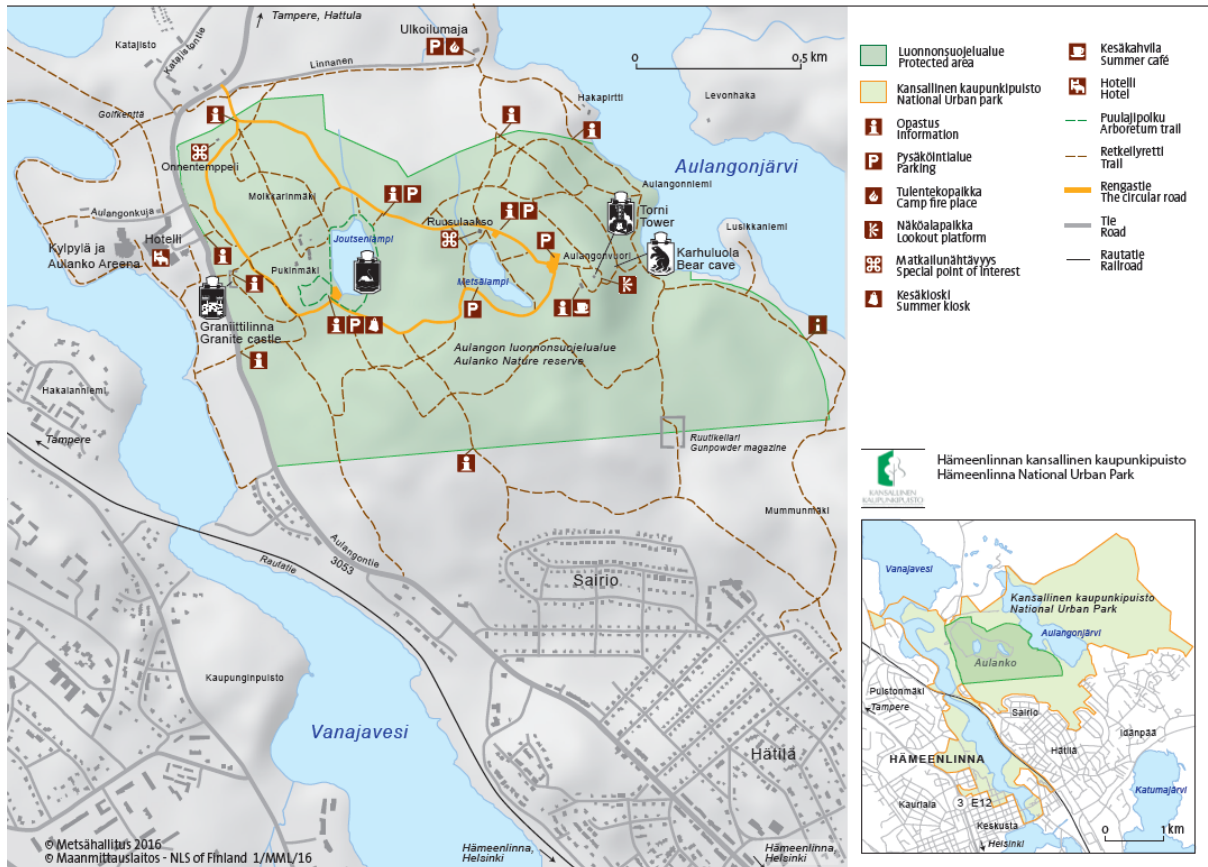 Tampere, Hattula
Katajisto
Katajistontie
Ulkoilumaja
P
Linnanen
0
0,5 km
Golfkenttä
Hakapirtti
Levonhaka
Onnentemppeli
Aulangonjärvi
Aulangonniemi
Moikkarinmäki
Aulangonkuja
Ruusulaakso
Torni
Tower
Lusikkaniemi
Kylpylä ja
Aulanko Areena
Hotelli
Joutsenlampi
Aulangonvuori
Karhuluola
Bear cave
Pukinmäki
Metsälampi
Graniittilinna
Granite castle
Aulangon luonnonsuojelualue
Aulanko Nature reserve
Hakalanniemi
Tampere
Ruutikellari
Gunpowder magazine
Mummunmäki
Rautatie
Aulangontie
3053
Sairio
Kaupunginpuisto
Vanajavesi
Hätilä
Hämeenlinna,
Helsinki
Hämeenlinna,
Helsinki
© Metsähallitus 2016
© Maanmittauslaitos - NLS of Finland 1/MML/16
Luonnonsuojelualue
Protected area
Kansallinen kaupunkipuisto
National Urban park
Opastus
Information
P
Pysäköintialue
Parking
Tulentekopaikka
Camp fire place
Näköalapaikka
Lookout platform
Matkailunähtävyys
Special point of interest
Kesäkioski
Summer kiosk
Kesäkahvila
Summer café
Hotelli
Hotel
Puulajipolku
Arboretum trail
Retkeilyreitti
Trail
Rengastie
The circular road
Tie
Road
Rautatie
Railroad
KANSALLINEN
KAUPUNKIPUISTO
Hämeenlinnan kansallinen kaupunkipuisto
Hämeenlinna National Urban Park
Vanajavesi
Kansallinen kaupunkipuisto
National Urban Park
Aulangonjärvi
Aulanko
Puistonmäki
Tampere
Sairio
Idänpää
Hätilä
HÄMEENLINNA
Katumajärvi
Kauriala
3 E12
Keskusta
Helsinki
0
1 km